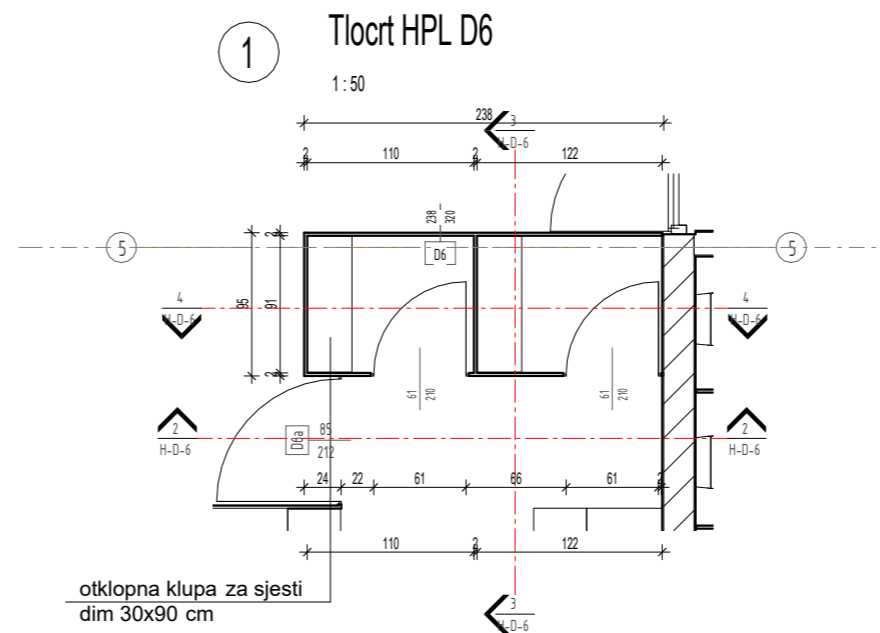 1
Tlocrt HPL D6
1 : 50
238
3
H-D-6
2
110
2
122
238
320
D6
5
5
2
95
91
2
4
H-D-6
4
H-D-6
61
210
61
210
2
H-D-6
D6a
85
212
2
H-D-6
24
22
61
66
61
2
110
2
122
otklopna klupa za sjesti
dim 30x90 cm
3
H-D-6